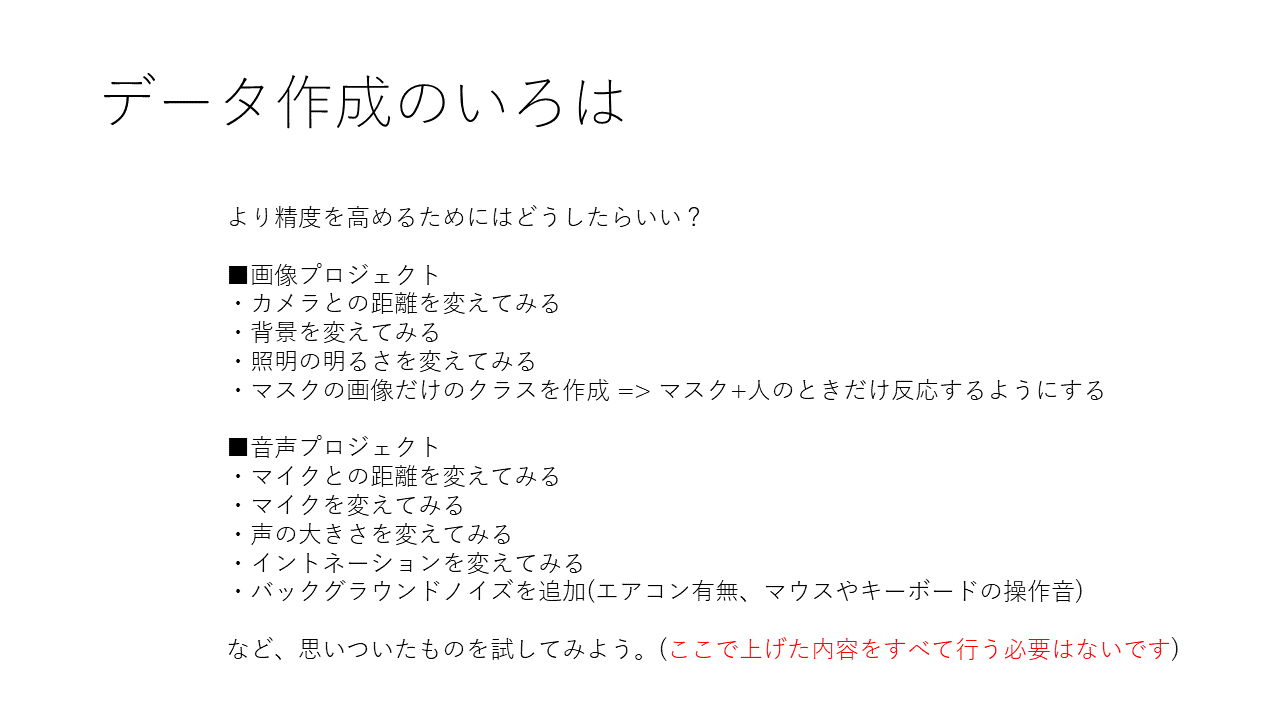 データ作成のいろは
より精度を高めるためにはどうしたらいい？
■画像プロジェクト
・カメラとの距離を変えてみる
・背景を変えてみる
・照明の明るさを変えてみる
・マスクの画像だけのクラスを作成 => マスク+人のときだけ反応するようにする
■音声プロジェクト
・マイクとの距離を変えてみる
・マイクを変えてみる
・声の大きさを変えてみる
・イントネーションを変えてみる
・バックグラウンドノイズを追加(エアコン有無、マウスやキーボードの操作音)
など、思いついたものを試してみよう。(ここで上げた内容をすべて行う必要はないです)